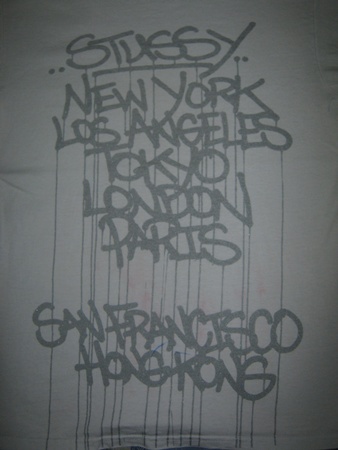 STUSSY
NEW YORK
LOS ANGELES
TOKYO
LONDON
PARIS
SAN FRANCISCO
HONG KONG